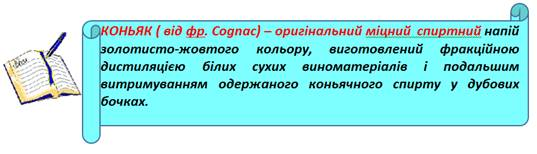 КОНЬЯК ( від фр. Cognac) – оригінальний міцний спиртний напій
золотисто-жовтого кольору, виготовлений фракційною
дистиляцією білих сухих виноматеріалів і подальшим
витримуванням одержаного коньячного спирту у дубових
бочках.